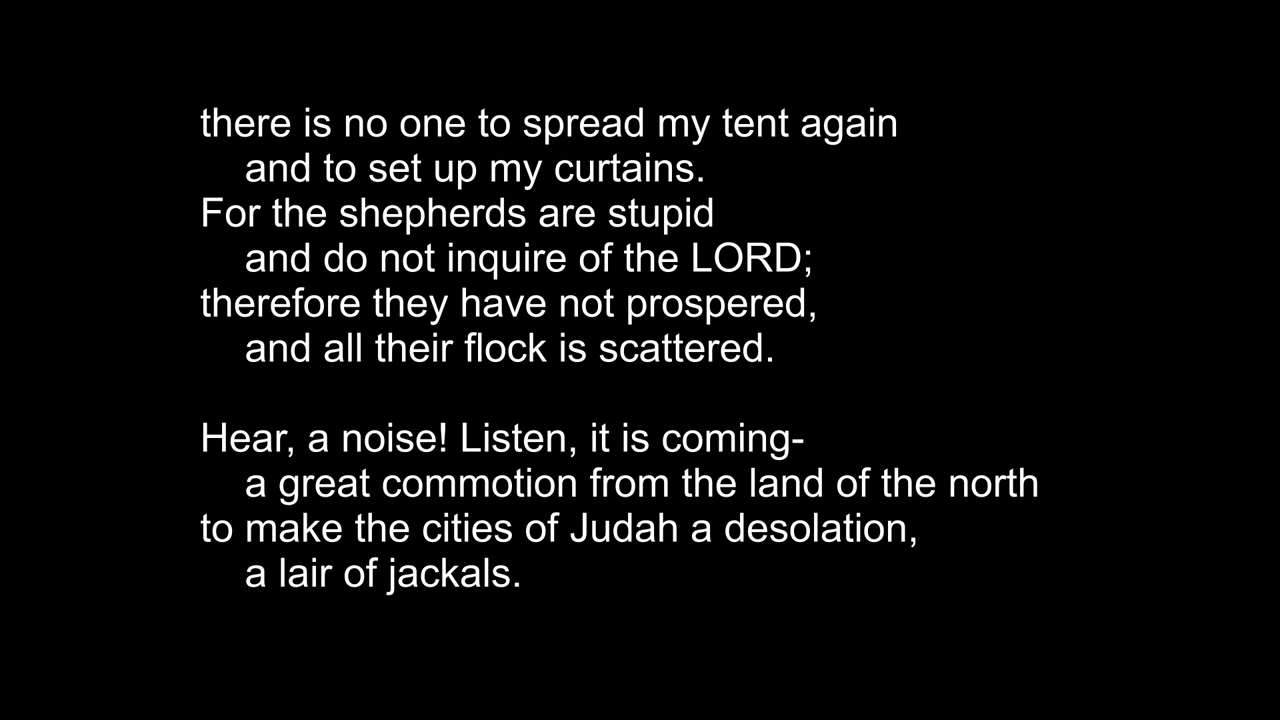 there is no one to spread my tent again
and to set up my curtains.
For the shepherds are stupid
and do not inquire of the LORD;
therefore they have not prospered,
and all their flock is scattered.
Hear, a noise! Listen, it is coming-
a great commotion from the land of the north
to make the cities of Judah a desolation,
a lair of jackals.